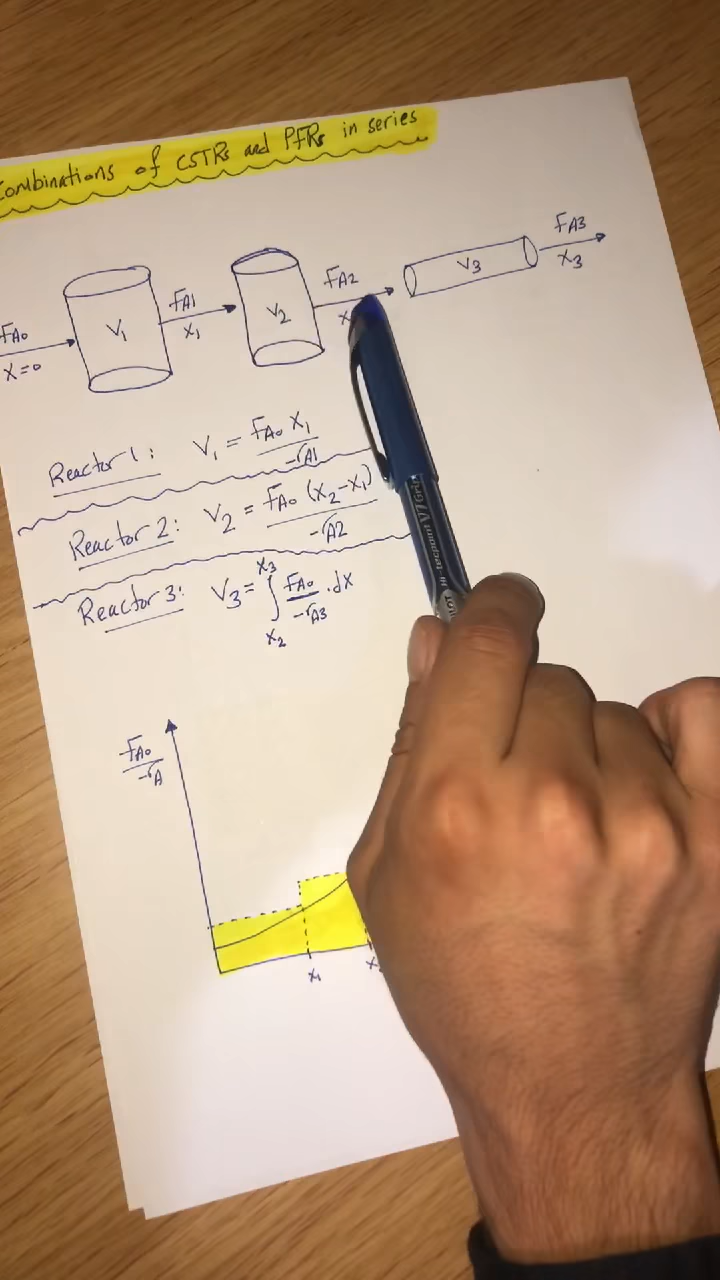 Combinations of CSTRs and PFRs in series
FA0
X=0
V1
FA1
X1
V2
FA2
X
V3
FA3
X3
Reactor 1: V1 = FA0 X1 / -rA1
Reactor 2: V2 = FA0 (X2-X1) / -rA2
Reactor 3: V3 = ∫ X2 X3 FA0 / -rA3 .dX
FA0 / -rA
X1
X
Hi-tecpoint V7 Grip
PILOT